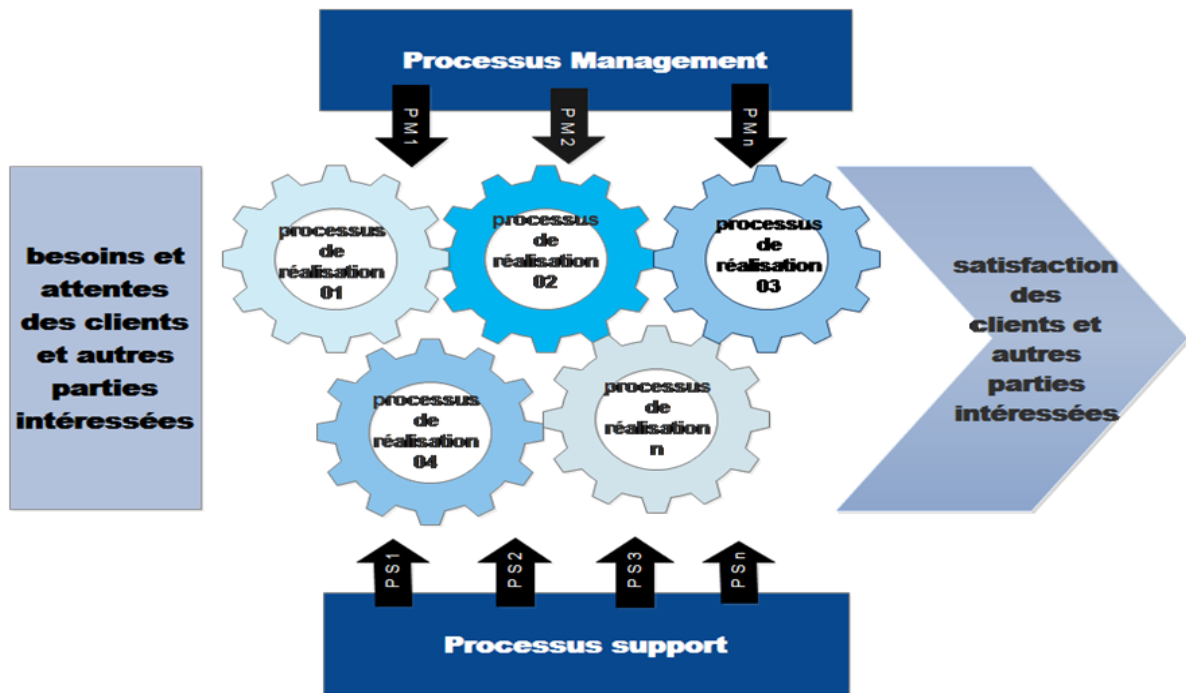 Processus Management
PM1
PM2
PMn
besoins et
attentes
des clients
et autres
parties
intéressées
processus
de
réalisation
01
processus
de
réalisation
02
processus
de
réalisation
03
processus
de
réalisation
04
processus
de
réalisation
n
satisfaction
des
clients et
autres
parties
intéressées
PS1
PS2
PS3
PSn
Processus support